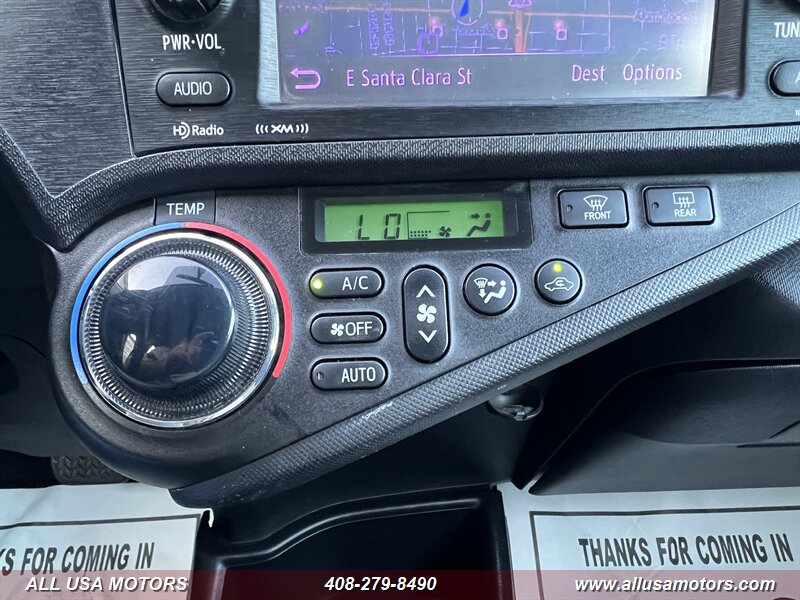 PWR•VOL
TUN
AUDIO
E Santa Clara St
Dest Options
HD Radio
XM
TEMP
LO
FRONT
REAR
A/C
OFF
AUTO
KS FOR COMING IN
THANKS FOR COMING IN
ALL USA MOTORS
408-279-8490
www.allusamotors.com